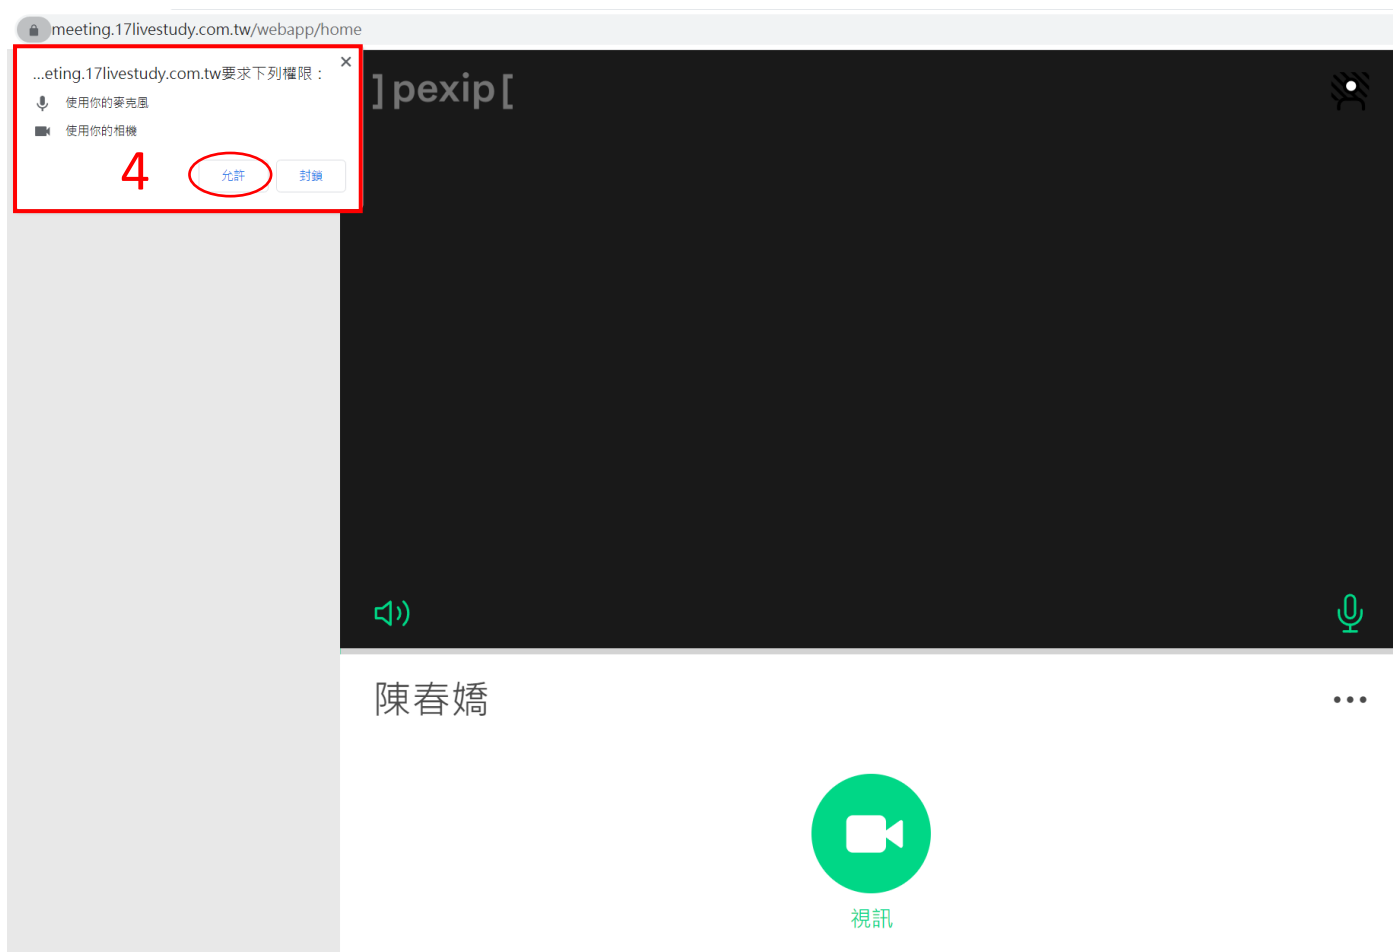 meeting.17livestudy.com.tw/webapp/home
...eting.17livestudy.com.tw要求下列權限：
使用你的麥克風
使用你的相機
4
允許
封鎖
]pexip[
陳春嬌
視訊